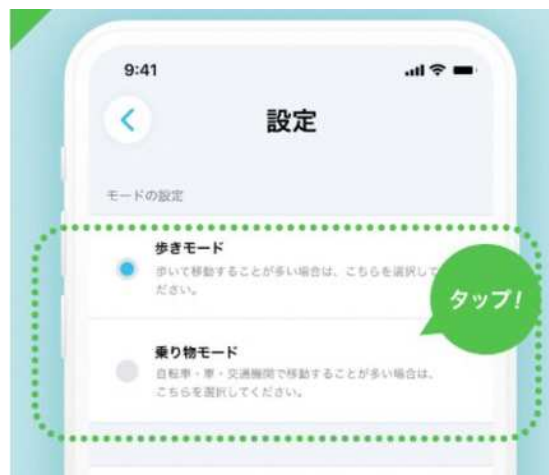 9:41
設定
モードの設定
歩きモード
歩いて移動することが多い場合は、こちらを選択して
ださい。
タップ!
乗り物モード
自転車・車・交通機関で移動することが多い場合は、
こちらを選択してください。